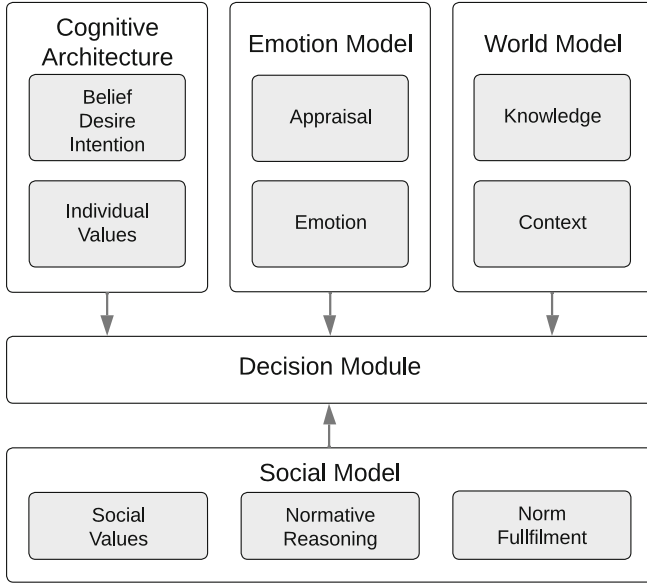 Cognitive
Architecture
Belief
Desire
Intention
Individual
Values
Emotion Model
Appraisal
Emotion
World Model
Knowledge
Context
Decision Module
Social Model
Social
Values
Normative
Reasoning
Norm
Fullfilment